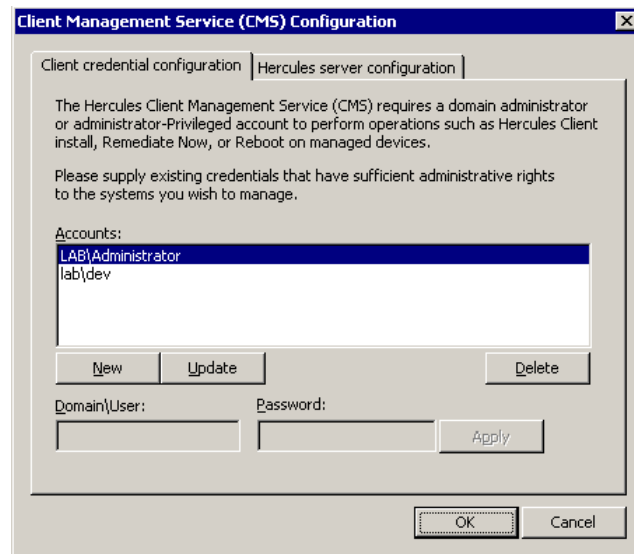 Client Management Service (CMS) Configuration
Client credential configuration
Hercules server configuration
The Hercules Client Management Service (CMS) requires a domain administrator
or administrator-Privileged account to perform operations such as Hercules Client
install, Remediate Now, or Reboot on managed devices.
Please supply existing credentials that have sufficient administrative rights
to the systems you wish to manage.
Accounts:
LAB\Administrator
lab\dev
New
Update
Delete
Domain\User:
Password:
Apply
OK
Cancel